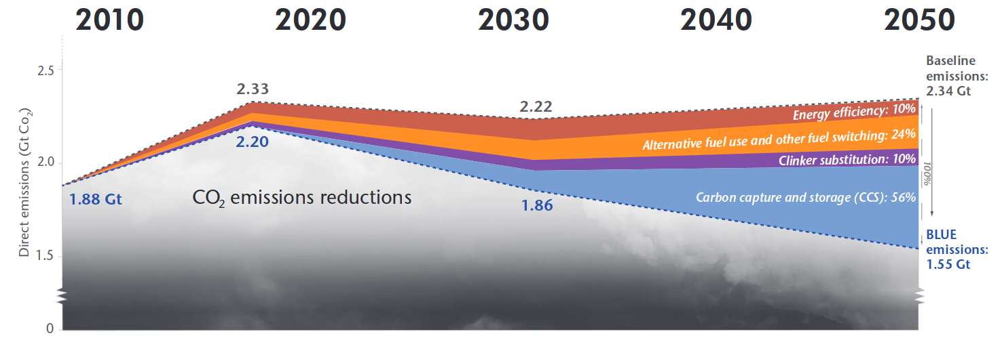 2010 2020 2030 2040 2050
Direct emissions (Gt Co₂)
2.5
2.0
1.5
0
2.33
2.20
1.88 Gt
CO₂ emissions reductions
2.22
1.86
Baseline
emissions:
2.34 Gt
Energy efficiency: 10%
Alternative fuel use and other fuel switching: 24%
Clinker substitution: 10%
Carbon capture and storage (CCS): 56%
100%
BLUE
emissions:
1.55 Gt